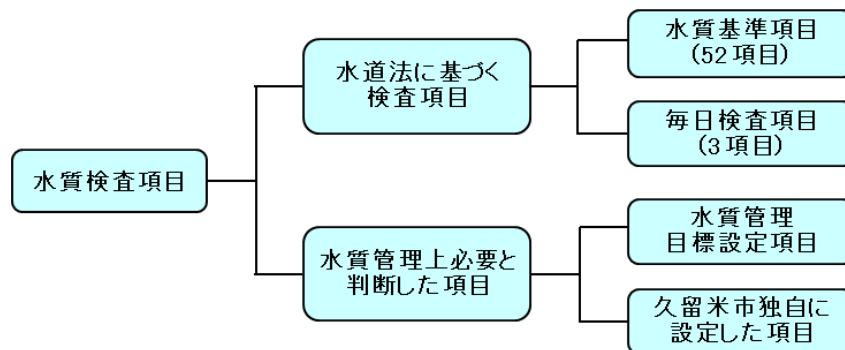 水質検査項目
水道法に基づく
検査項目
水質基準項目
(52項目)
毎日検査項目
(3項目)
水質管理上必要と
判断した項目
水質管理
目標設定項目
久留米市独自に
設定した項目